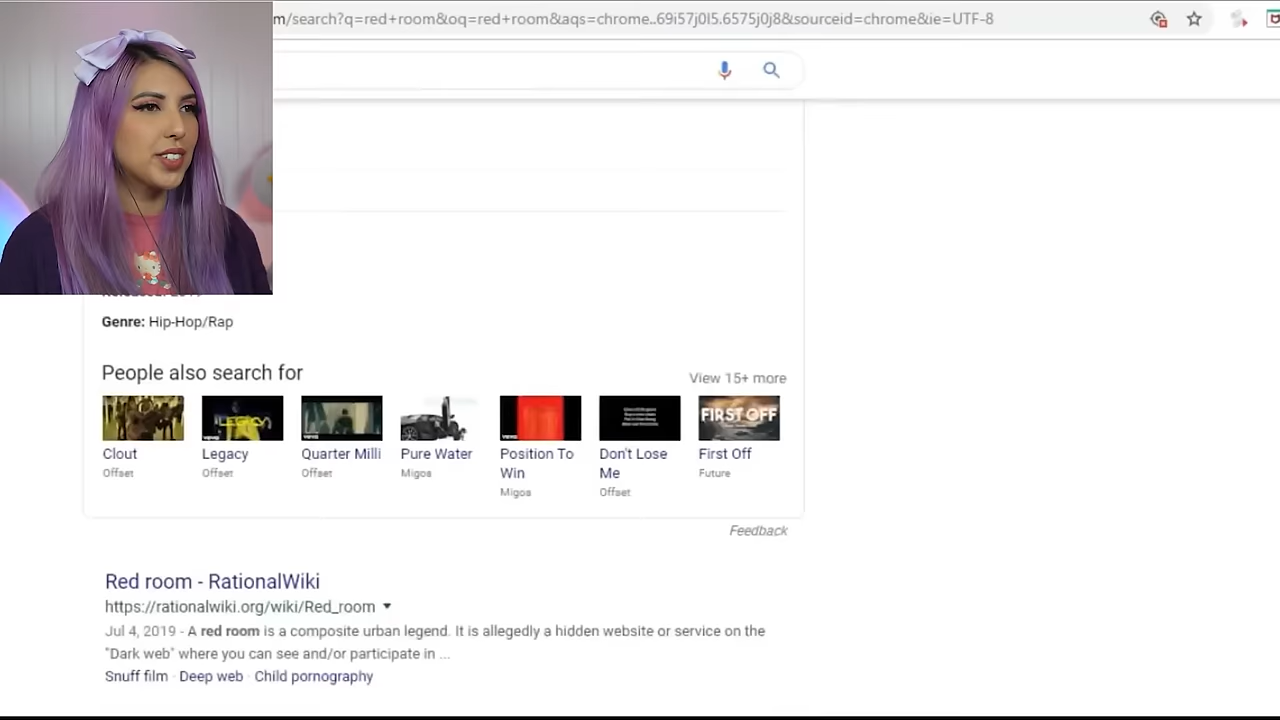 m/search?q=red+room&oq=red+room&aqs=chrome..69i57j0l5.6575j0j8&sourceid=chrome&ie=UTF-8
Genre: Hip-Hop/Rap
People also search for
View 15+ more
FIRST OFF
Clout
Legacy
Quarter Milli
Pure Water
Position To Win
Don't Lose Me
First Off
Offset
Offset
Offset
Migos
Migos
Offset
Future
Feedback
Red room - RationalWiki
https://rationalwiki.org/wiki/Red_room
Jul 4, 2019 - A red room is a composite urban legend. It is allegedly a hidden website or service on the
"Dark web" where you can see and/or participate in ...
Snuff film · Deep web · Child pornography